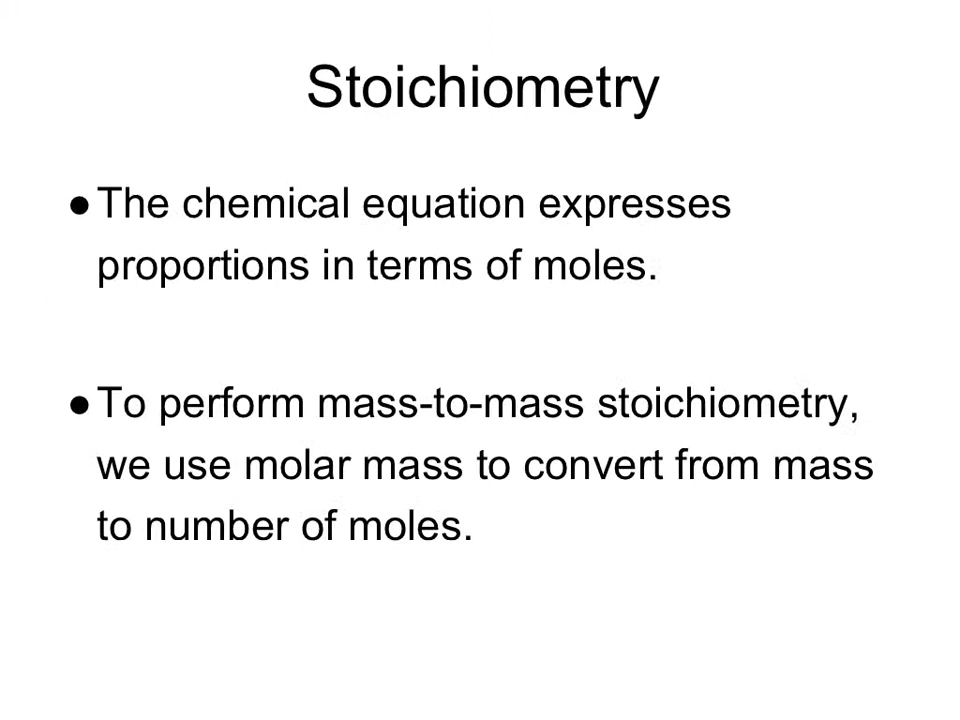 Stoichiometry
●The chemical equation expresses
proportions in terms of moles.
●To perform mass-to-mass stoichiometry,
we use molar mass to convert from mass
to number of moles.